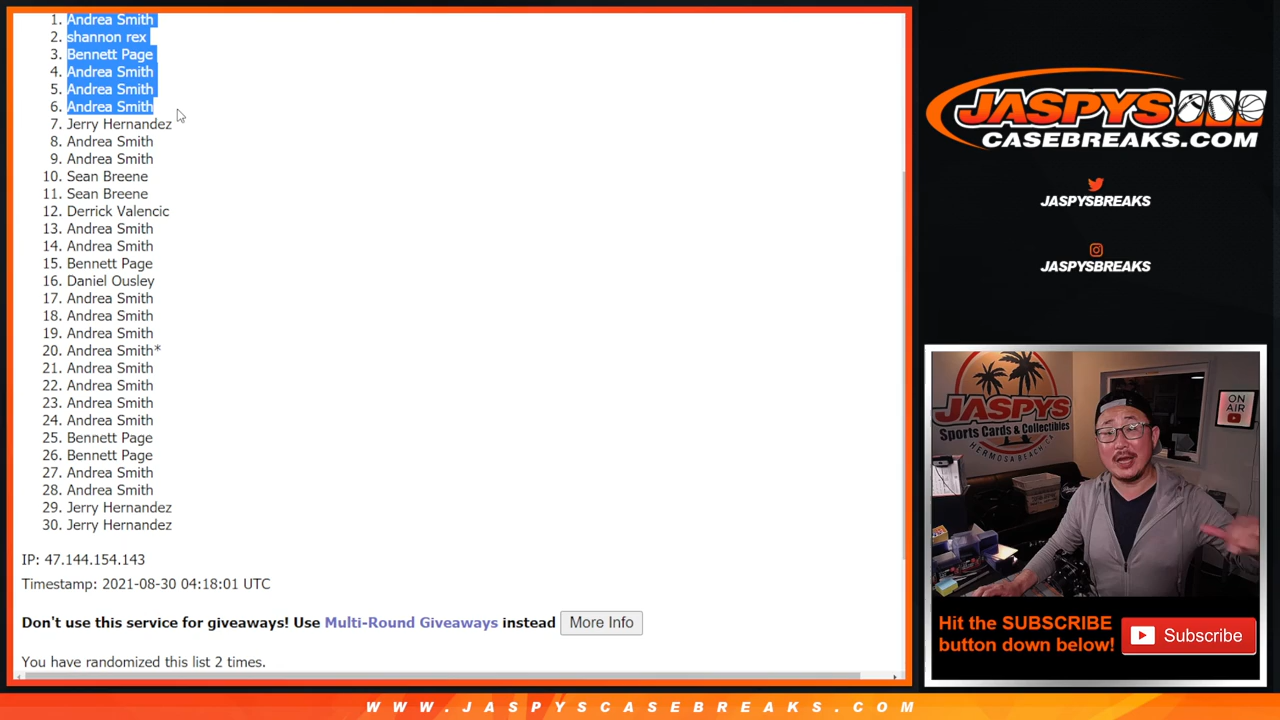 1. Andrea Smith
2. shannon rex
3. Bennett Page
4. Andrea Smith
5. Andrea Smith
6. Andrea Smith
7. Jerry Hernandez
8. Andrea Smith
9. Andrea Smith
10. Sean Breene
11. Sean Breene
12. Derrick Valencic
13. Andrea Smith
14. Andrea Smith
15. Bennett Page
16. Daniel Ousley
17. Andrea Smith
18. Andrea Smith
19. Andrea Smith
20. Andrea Smith*
21. Andrea Smith
22. Andrea Smith
23. Andrea Smith
24. Andrea Smith
25. Bennett Page
26. Bennett Page
27. Andrea Smith
28. Andrea Smith
29. Jerry Hernandez
30. Jerry Hernandez
IP: 47.144.154.143
Timestamp: 2021-08-30 04:18:01 UTC
Don't use this service for giveaways! Use Multi-Round Giveaways instead More Info
You have randomized this list 2 times.
JASPYS
CASEBREAKS.COM
JASPYSBREAKS
JASPYSBREAKS
JASPYS
Sports Cards & Collectibles
HERMOSA BEACH, CA
ON
AIR
Hit the SUBSCRIBE
button down below!
Subscribe
WWW.JASPYSCASEBREAKS.COM